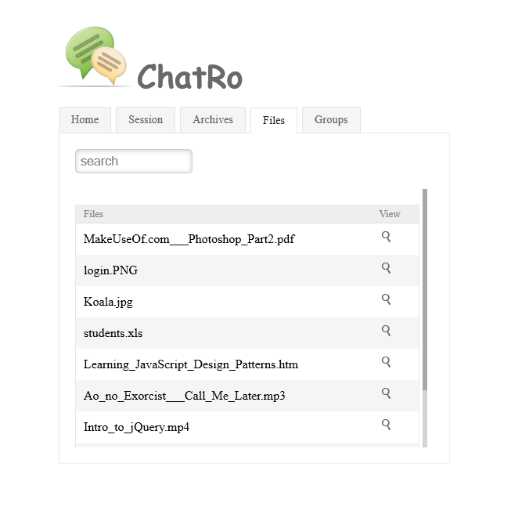 ChatRo
Home Session Archives Files Groups
search
Files View
MakeUseOf.com___Photoshop_Part2.pdf
login.PNG
Koala.jpg
students.xls
Learning_JavaScript_Design_Patterns.htm
Ao_no_Exorcist___Call_Me_Later.mp3
Intro_to_jQuery.mp4